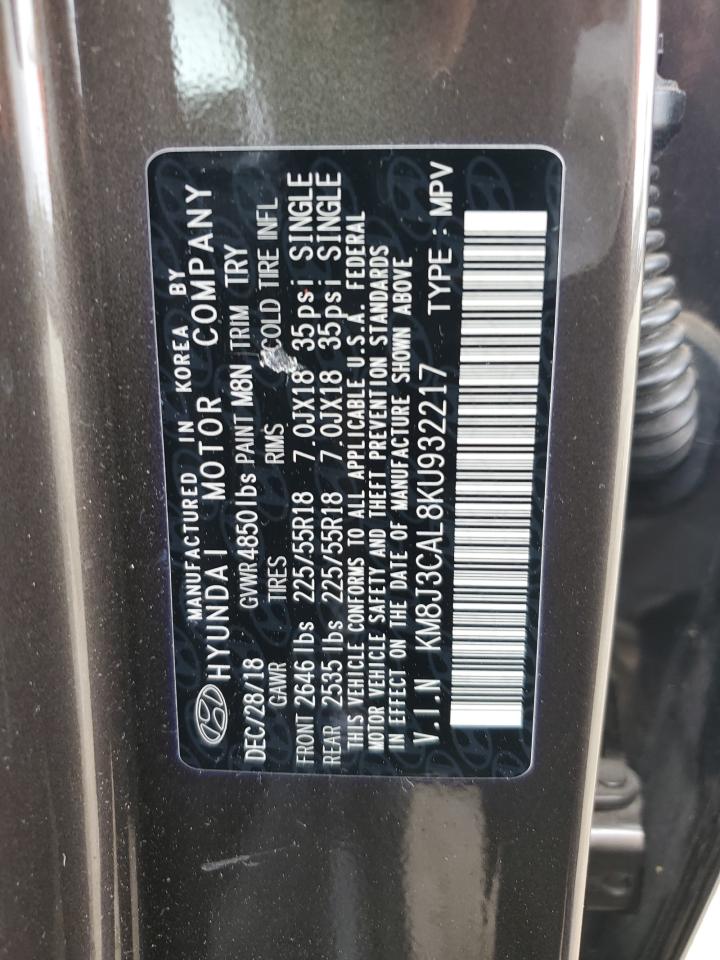 MANUFACTURED IN KOREA BY
HYUNDAI MOTOR COMPANY
DEC/28/18 GVWR 4850 lbs PAINT M8N TRIM TRY
GAWR TIRES RIMS COLD TIRE INFL
FRONT 2646 lbs 225/55R18 7.0JX18 35psi SINGLE
REAR 2535 lbs 225/55R18 7.0JX18 35psi SINGLE
THIS VEHICLE CONFORMS TO ALL APPLICABLE U.S.A. FEDERAL
MOTOR VEHICLE SAFETY AND THEFT PREVENTION STANDARDS
IN EFFECT ON THE DATE OF MANUFACTURE SHOWN ABOVE
V.I.N KM8J3CAL8KU932217 TYPE : MPV